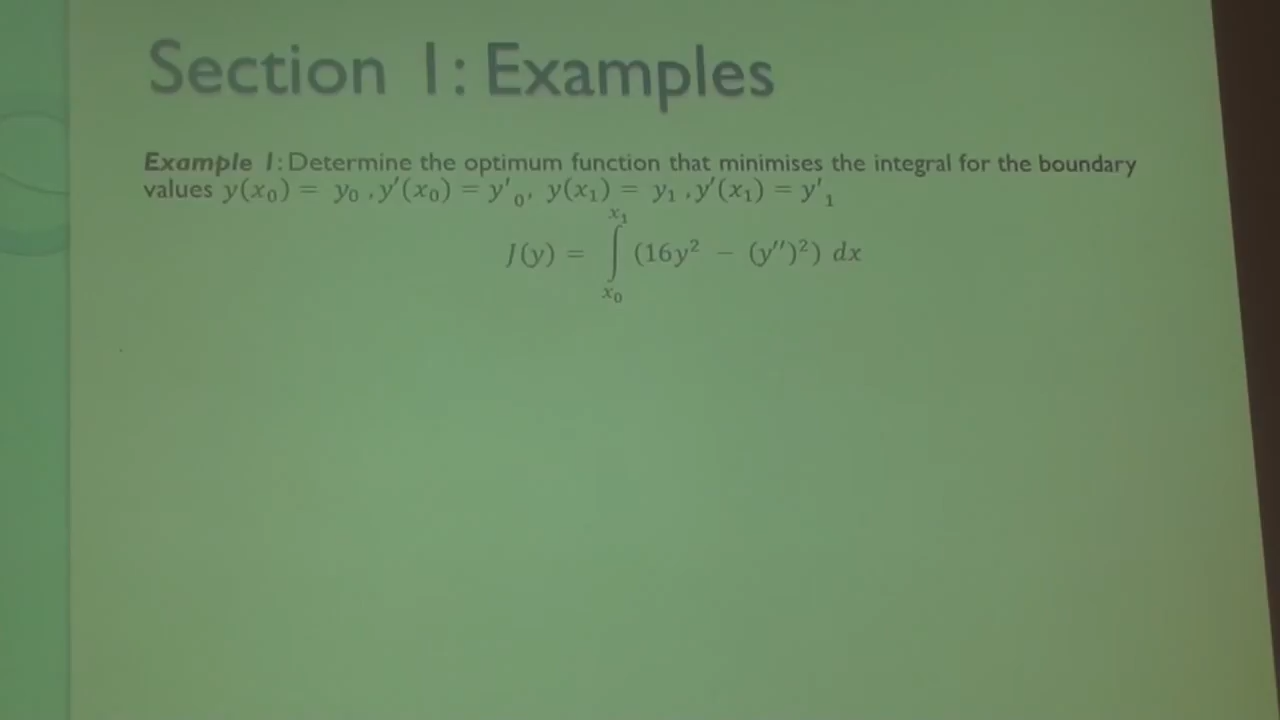 Section 1: Examples
Example 1: Determine the optimum function that minimises the integral for the boundary
values y(x₀) = y₀ , y′(x₀) = y′₀, y(x₁) = y₁ , y′(x₁) = y′₁
J(y) = ∫_{x₀}^{x₁} (16y² − (y′′)²) dx